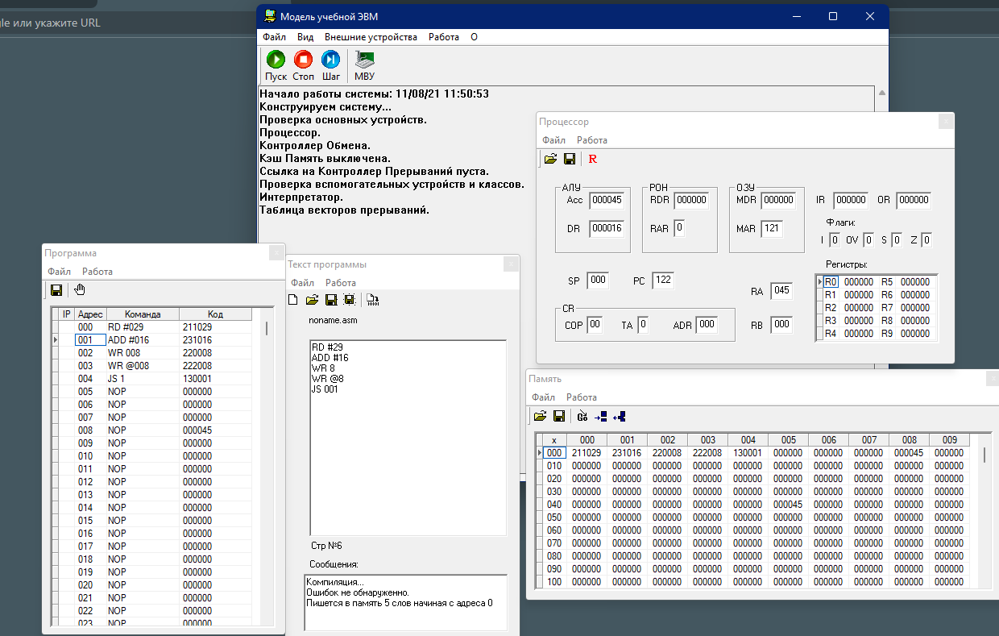 gle или укажите URL
Модель учебной ЭВМ
Файл Вид Внешние устройства Работа О
Пуск Стоп Шаг МВУ
Начало работы системы: 11/08/21 11:50:53
Конструируем систему...
Проверка основных устройств.
Процессор.
Контроллер Обмена.
Кэш Память выключена.
Ссылка на Контроллер Прерываний пуста.
Проверка вспомогательных устройств и классов.
Интерпретатор.
Таблица векторов прерываний.
Процессор
Файл Работа
R
АЛУ РОН ОЗУ
Acc 000045 RDR 000000 MDR 000000 IR 000000 OR 000000
DR 000016 RAR 0 MAR 121
Флаги:
I 0 OV 0 S 0 Z 0
SP 000 PC 122 RA 045
CR
COP 00 TA 0 ADR 000 RB 000
Регистры:
R0 000000 R5 000000
R1 000000 R6 000000
R2 000000 R7 000000
R3 000000 R8 000000
R4 000000 R9 000000
Программа
Файл Работа
IP Адрес Команда Код
000 RD #029 211029
001 ADD #016 231016
002 WR 008 220008
003 WR @008 222008
004 JS 1 130001
005 NOP 000000
006 NOP 000000
007 NOP 000000
008 NOP 000045
009 NOP 000000
010 NOP 000000
011 NOP 000000
012 NOP 000000
013 NOP 000000
014 NOP 000000
015 NOP 000000
016 NOP 000000
017 NOP 000000
018 NOP 000000
019 NOP 000000
020 NOP 000000
021 NOP 000000
022 NOP 000000
023 NOP 000000
Текст программы
Файл Работа
noname.asm
RD #29
ADD #16
WR 8
WR @8
JS 001
Стр №6
Сообщения:
Компиляция...
Ошибок не обнаруженно.
Пишется в память 5 слов начиная с адреса 0
Память
Файл Работа
Go
x 000 001 002 003 004 005 006 007 008 009
000 211029 231016 220008 222008 130001 000000 000000 000000 000045 000000
010 000000 000000 000000 000000 000000 000000 000000 000000 000000 000000
020 000000 000000 000000 000000 000000 000000 000000 000000 000000 000000
030 000000 000000 000000 000000 000000 000000 000000 000000 000000 000000
040 000000 000000 000000 000000 000000 000045 000000 000000 000000 000000
050 000000 000000 000000 000000 000000 000000 000000 000000 000000 000000
060 000000 000000 000000 000000 000000 000000 000000 000000 000000 000000
070 000000 000000 000000 000000 000000 000000 000000 000000 000000 000000
080 000000 000000 000000 000000 000000 000000 000000 000000 000000 000000
090 000000 000000 000000 000000 000000 000000 000000 000000 000000 000000
100 000000 000000 000000 000000 000000 000000 000000 000000 000000 000000